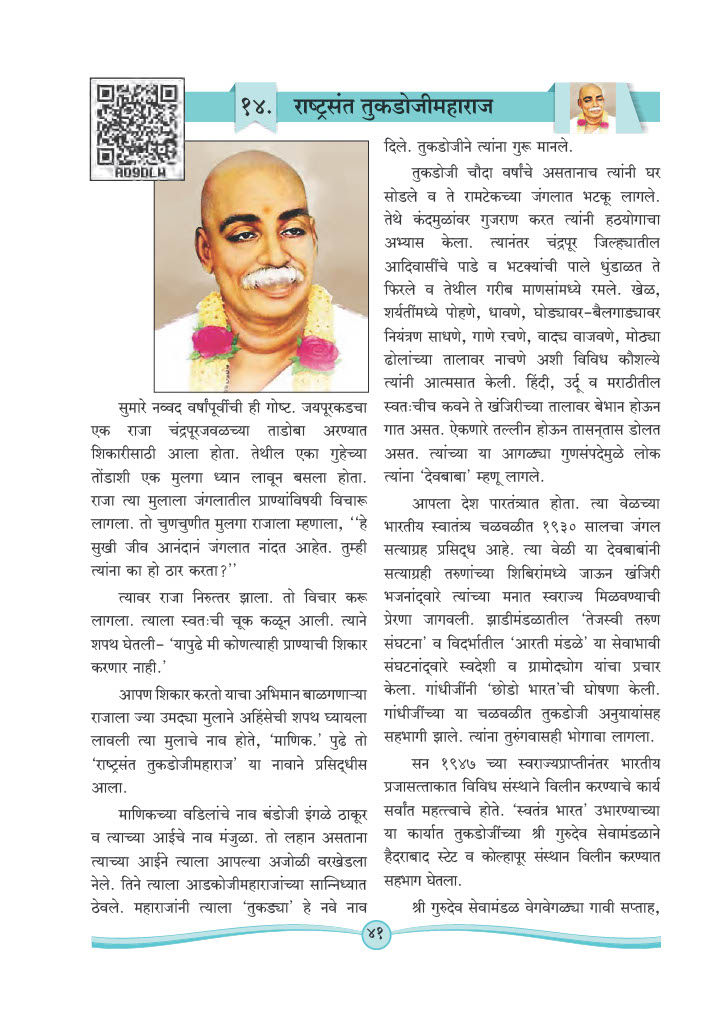 १४. राष्ट्रसंत तुकडोजीमहाराज
A09DLW
सुमारे नव्वद वर्षांपूर्वीची ही गोष्ट. जयपूरकडचा
एक राजा चंद्रपूरजवळच्या ताडोबा अरण्यात
शिकारीसाठी आला होता. तेथील एका गुहेच्या
तोंडाशी एक मुलगा ध्यान लावून बसला होता.
राजा त्या मुलाला जंगलातील प्राण्यांविषयी विचारू
लागला. तो चुणचुणीत मुलगा राजाला म्हणाला, ‘‘हे
सुखी जीव आनंदानं जंगलात नांदत आहेत. तुम्ही
त्यांना का हो ठार करता?’’
त्यावर राजा निरुत्तर झाला. तो विचार करू
लागला. त्याला स्वतःची चूक कळून आली. त्याने
शपथ घेतली– ‘यापुढे मी कोणत्याही प्राण्याची शिकार
करणार नाही.’
आपण शिकार करतो याचा अभिमान बाळगणाऱ्या
राजाला ज्या उमद्या मुलाने अहिंसेची शपथ घ्यायला
लावली त्या मुलाचे नाव होते, ‘माणिक.’ पुढे तो
‘राष्ट्रसंत तुकडोजीमहाराज’ या नावाने प्रसिद्धीस
आला.
माणिकच्या वडिलांचे नाव बंडोजी इंगळे ठाकूर
व त्याच्या आईचे नाव मंजुळा. तो लहान असताना
त्याच्या आईने त्याला आपल्या अजोळी वरखेडला
नेले. तिने त्याला आडकोजीमहाराजांच्या सान्निध्यात
ठेवले. महाराजांनी त्याला ‘तुकड्या’ हे नवे नाव
दिले. तुकडोजीने त्यांना गुरू मानले.
तुकडोजी चौदा वर्षांचे असतानाच त्यांनी घर
सोडले व ते रामटेकच्या जंगलात भटकू लागले.
तेथे कंदमुळांवर गुजराण करत त्यांनी हठयोगाचा
अभ्यास केला. त्यानंतर चंद्रपूर जिल्ह्यातील
आदिवासींचे पाडे व भटक्यांची पाले धुंडाळत ते
फिरले व तेथील गरीब माणसांमध्ये रमले. खेळ,
शर्यतींमध्ये पोहणे, धावणे, घोड्यावर-बैलगाड्यावर
नियंत्रण साधणे, गाणे रचणे, वाद्य वाजवणे, मोठ्या
ढोलांच्या तालावर नाचणे अशी विविध कौशल्ये
त्यांनी आत्मसात केली. हिंदी, उर्दू व मराठीतील
स्वतःचीच कवने ते खंजिरीच्या तालावर बेभान होऊन
गात असत. ऐकणारे तल्लीन होऊन तासन्‌तास डोलत
असत. त्यांच्या या आगळ्या गुणसंपदेमुळे लोक
त्यांना ‘देवबाबा’ म्हणू लागले.
आपला देश पारतंत्र्यात होता. त्या वेळच्या
भारतीय स्वातंत्र्य चळवळीत १९३० सालचा जंगल
सत्याग्रह प्रसिद्ध आहे. त्या वेळी या देवबाबांनी
सत्याग्रही तरुणांच्या शिबिरांमध्ये जाऊन खंजिरी
भजनांद्वारे त्यांच्या मनात स्वराज्य मिळवण्याची
प्रेरणा जागवली. झाडीमंडळातील ‘तेजस्वी तरुण
संघटना’ व विदर्भातील ‘आरती मंडळे’ या सेवाभावी
संघटनांद्वारे स्वदेशी व ग्रामोद्योग यांचा प्रचार
केला. गांधीजींनी ‘छोडो भारत’ची घोषणा केली.
गांधीजींच्या या चळवळीत तुकडोजी अनुयायांसह
सहभागी झाले. त्यांना तुरुंगवासही भोगावा लागला.
सन १९४७ च्या स्वराज्यप्राप्तीनंतर भारतीय
प्रजासत्ताकात विविध संस्थाने विलीन करण्याचे कार्य
सर्वांत महत्त्वाचे होते. ‘स्वतंत्र भारत’ उभारण्याच्या
या कार्यात तुकडोजींच्या श्री गुरुदेव सेवामंडळाने
हैदराबाद स्टेट व कोल्हापूर संस्थान विलीन करण्यात
सहभाग घेतला.
श्री गुरुदेव सेवामंडळ वेगवेगळ्या गावी सप्ताह,
४१